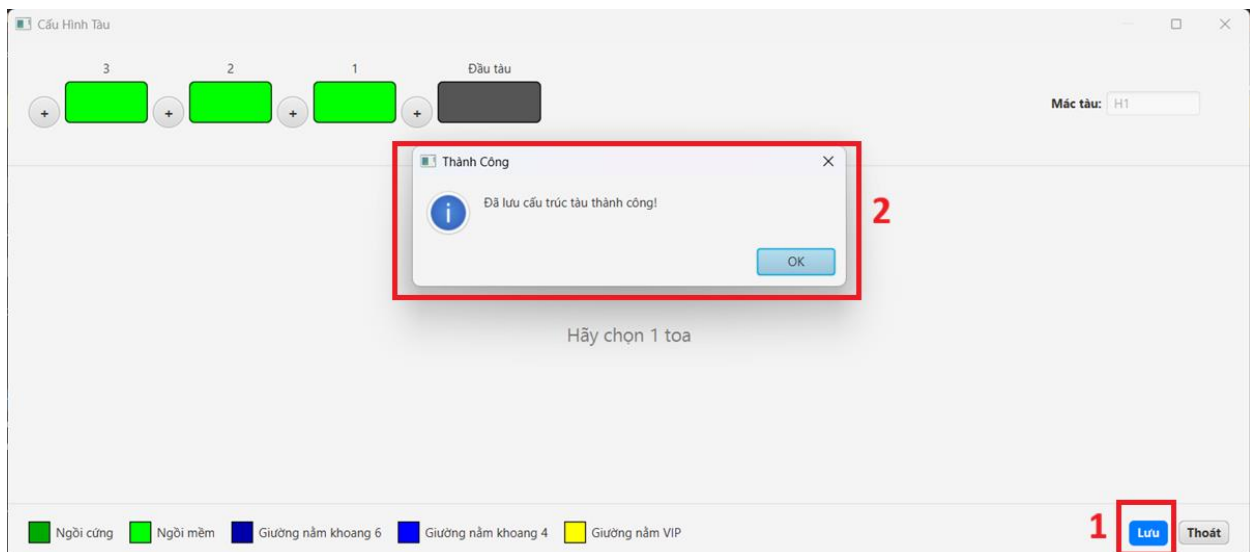 Cấu Hình Tàu
3 2 1 Đầu tàu
+ + + +
Mác tàu: H1
Thành Công
Đã lưu cấu trúc tàu thành công!
OK
2
Hãy chọn 1 toa
Ngồi cứng Ngồi mềm Giường nằm khoang 6 Giường nằm khoang 4 Giường nằm VIP
1 Lưu Thoát